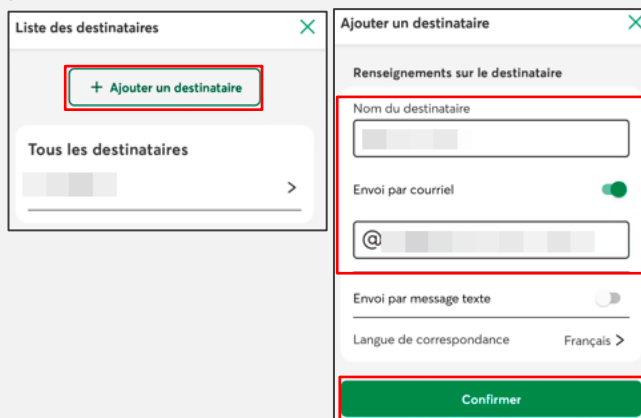 Liste des destinataires
+ Ajouter un destinataire
Tous les destinataires
Ajouter un destinataire
Renseignements sur le destinataire
Nom du destinataire
Envoi par courriel
@
Envoi par message texte
Langue de correspondance Français >
Confirmer